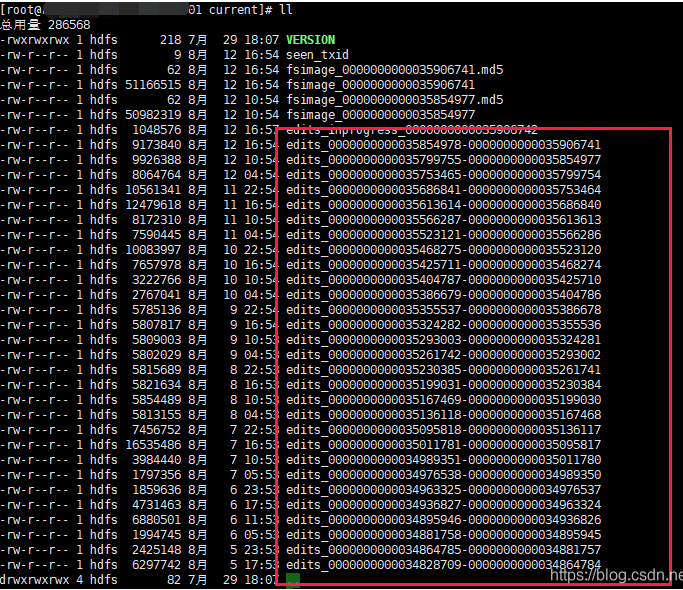 [root@ 01 current]# ll
总用量 286568
-rwxrwxrwx 1 hdfs 218 7月 29 18:07 VERSION
-rw-r--r-- 1 hdfs 9 8月 12 16:54 seen_txid
-rw-r--r-- 1 hdfs 62 8月 12 16:54 fsimage_0000000000035906741.md5
-rw-r--r-- 1 hdfs 51166515 8月 12 16:54 fsimage_0000000000035906741
-rw-r--r-- 1 hdfs 62 8月 12 10:54 fsimage_0000000000035854977.md5
-rw-r--r-- 1 hdfs 50982319 8月 12 10:54 fsimage_0000000000035854977
-rw-r--r-- 1 hdfs 1048576 8月 12 16:57 edits_inprogress_0000000000035906742
-rw-r--r-- 1 hdfs 9173840 8月 12 16:54 edits_0000000000035854978-0000000000035906741
-rw-r--r-- 1 hdfs 9926388 8月 12 10:54 edits_0000000000035799755-0000000000035854977
-rw-r--r-- 1 hdfs 8064764 8月 12 04:54 edits_0000000000035753465-0000000000035799754
-rw-r--r-- 1 hdfs 10561341 8月 11 22:54 edits_0000000000035686841-0000000000035753464
-rw-r--r-- 1 hdfs 12479618 8月 11 16:54 edits_0000000000035613614-0000000000035686840
-rw-r--r-- 1 hdfs 8172310 8月 11 10:54 edits_0000000000035566287-0000000000035613613
-rw-r--r-- 1 hdfs 7590445 8月 11 04:54 edits_0000000000035523121-0000000000035566286
-rw-r--r-- 1 hdfs 10083997 8月 10 22:54 edits_0000000000035468275-0000000000035523120
-rw-r--r-- 1 hdfs 7657978 8月 10 16:54 edits_0000000000035425711-0000000000035468274
-rw-r--r-- 1 hdfs 3222766 8月 10 10:54 edits_0000000000035404787-0000000000035425710
-rw-r--r-- 1 hdfs 2767041 8月 10 04:54 edits_0000000000035386679-0000000000035404786
-rw-r--r-- 1 hdfs 5785136 8月 9 22:54 edits_0000000000035355537-0000000000035386678
-rw-r--r-- 1 hdfs 5807817 8月 9 16:54 edits_0000000000035324282-0000000000035355536
-rw-r--r-- 1 hdfs 5809003 8月 9 10:53 edits_0000000000035293003-0000000000035324281
-rw-r--r-- 1 hdfs 5802029 8月 9 04:53 edits_0000000000035261742-0000000000035293002
-rw-r--r-- 1 hdfs 5815689 8月 8 22:53 edits_0000000000035230385-0000000000035261741
-rw-r--r-- 1 hdfs 5821634 8月 8 16:53 edits_0000000000035199031-0000000000035230384
-rw-r--r-- 1 hdfs 5854489 8月 8 10:53 edits_0000000000035167469-0000000000035199030
-rw-r--r-- 1 hdfs 5813155 8月 8 04:53 edits_0000000000035136118-0000000000035167468
-rw-r--r-- 1 hdfs 7456752 8月 7 22:53 edits_0000000000035095818-0000000000035136117
-rw-r--r-- 1 hdfs 16535486 8月 7 16:53 edits_0000000000035011781-0000000000035095817
-rw-r--r-- 1 hdfs 3984440 8月 7 10:53 edits_0000000000034989351-0000000000035011780
-rw-r--r-- 1 hdfs 1797356 8月 7 05:53 edits_0000000000034976538-0000000000034989350
-rw-r--r-- 1 hdfs 1859636 8月 6 23:53 edits_0000000000034963325-0000000000034976537
-rw-r--r-- 1 hdfs 4731463 8月 6 17:53 edits_0000000000034936827-0000000000034963324
-rw-r--r-- 1 hdfs 6880501 8月 6 11:53 edits_0000000000034895946-0000000000034936826
-rw-r--r-- 1 hdfs 1994745 8月 6 05:53 edits_0000000000034881758-0000000000034895945
-rw-r--r-- 1 hdfs 2425148 8月 5 23:53 edits_0000000000034864785-0000000000034881757
-rw-r--r-- 1 hdfs 6297742 8月 5 17:53 edits_0000000000034828709-0000000000034864784
drwxrwxrwx 4 hdfs 82 7月 29 18:07 ..
https://blog.csdn.ne